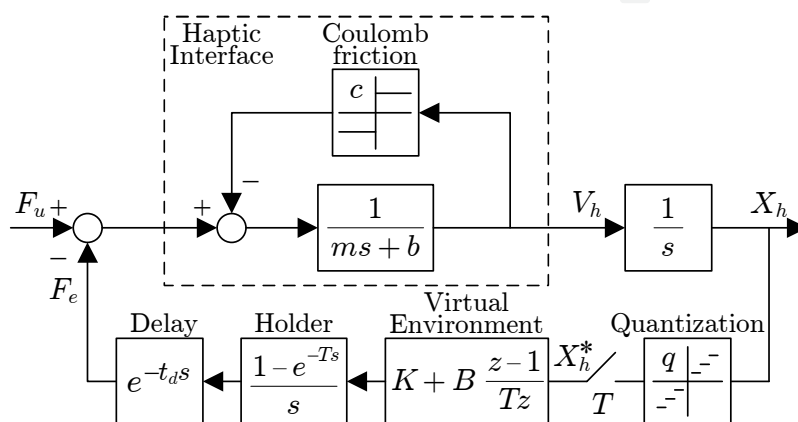 Haptic
Interface
Coulomb
friction
c
−
F_u +
−
F_e
+
1
ms + b
V_h
1
s
X_h
Delay
e^{−t_d s}
Holder
1 − e^{−Ts}
s
Virtual
Environment
K + B
z − 1
Tz
X_h^*
T
Quantization
q